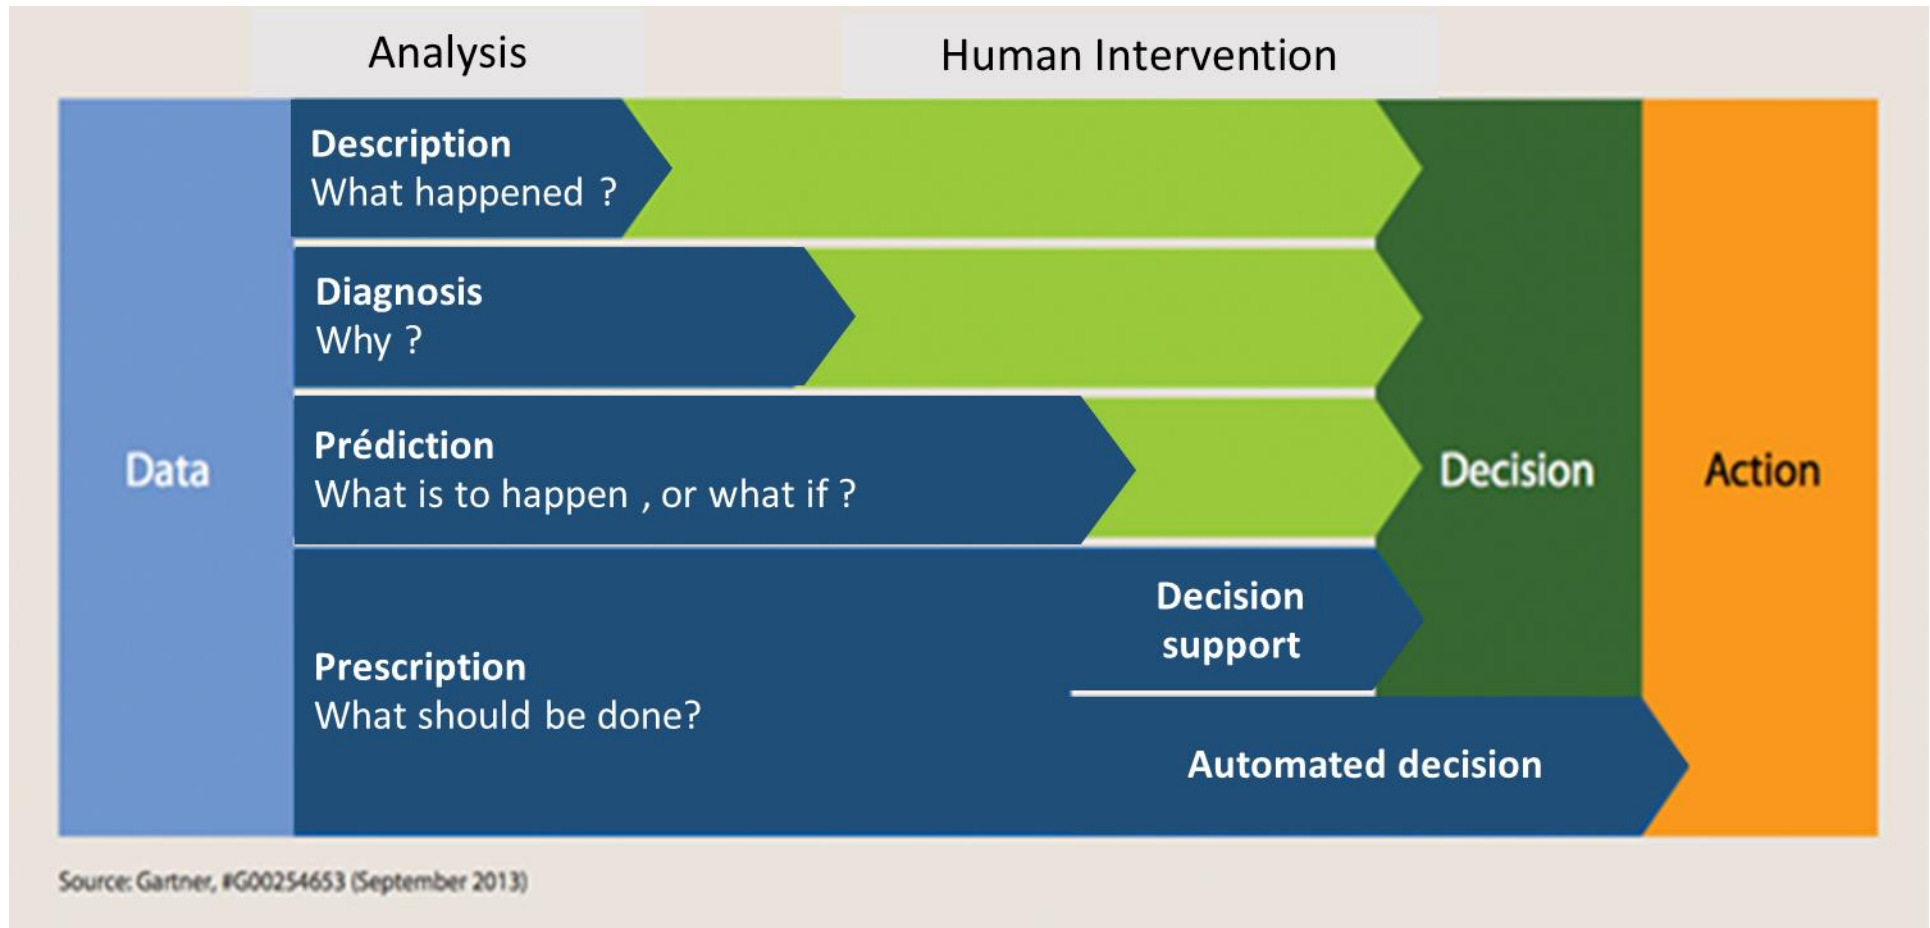 Analysis
Human Intervention
Description
What happened ?
Diagnosis
Why ?
Data
Prédiction
What is to happen , or what if ?
Decision
Action
Decision
support
Prescription
What should be done?
Automated decision
Source: Gartner, #G00254653 (September 2013)